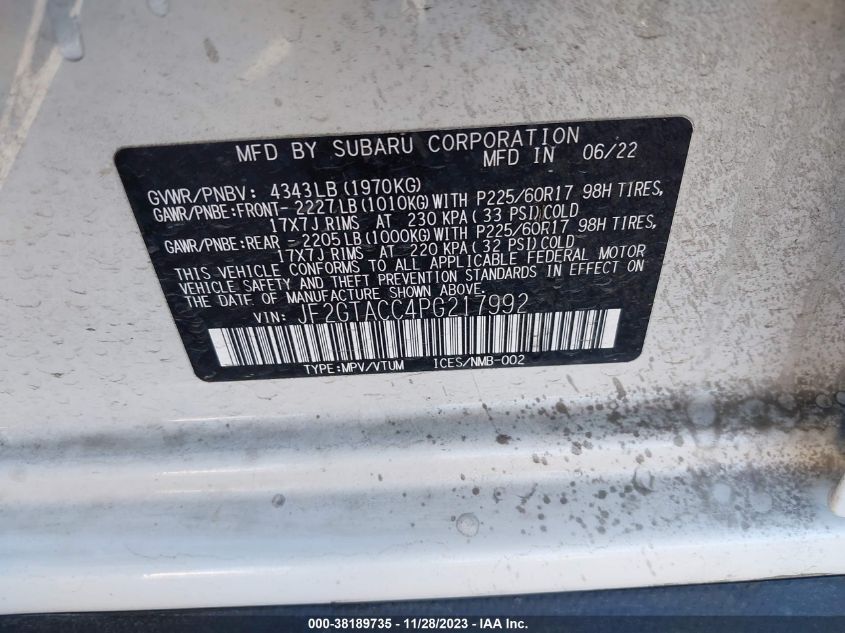 MFD BY SUBARU CORPORATION
MFD IN 06/22
GVWR/PNBV: 4343LB(1970KG)
GAWR/PNBE:FRONT-2227LB(1010KG)WITH P225/60R17 98H TIRES,
17X7J RIMS AT 230 KPA(33 PSI)COLD
GAWR/PNBE:REAR -2205LB(1000KG)WITH P225/60R17 98H TIRES,
17X7J RIMS AT 220 KPA(32 PSI)COLD
THIS VEHICLE CONFORMS TO ALL APPLICABLE FEDERAL MOTOR
VEHICLE SAFETY AND THEFT PREVENTION STANDARDS IN EFFECT ON
THE DATE OF MANUFACTURE SHOWN ABOVE.
VIN: JF2GTACC4PG217992
TYPE:MPV/VTUM ICES/NMB-002
000-38189735 - 11/28/2023 - © IAA, Inc.